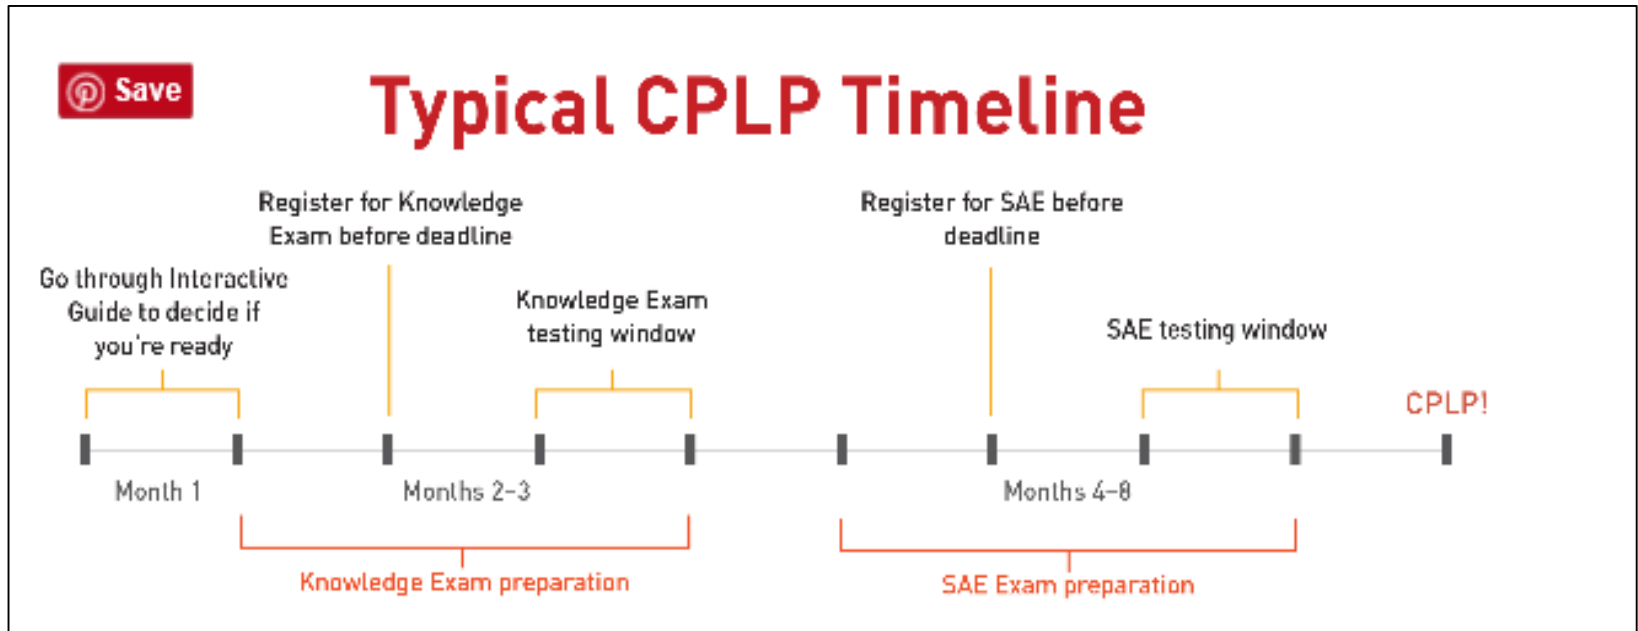 Save
Typical CPLP Timeline
Register for Knowledge
Exam before deadline
Register for SAE before
deadline
Go through Interactive
Guide to decide if
you're ready
Knowledge Exam
testing window
SAE testing window
CPLP!
Month 1
Months 2-3
Months 4-8
Knowledge Exam preparation
SAE Exam preparation